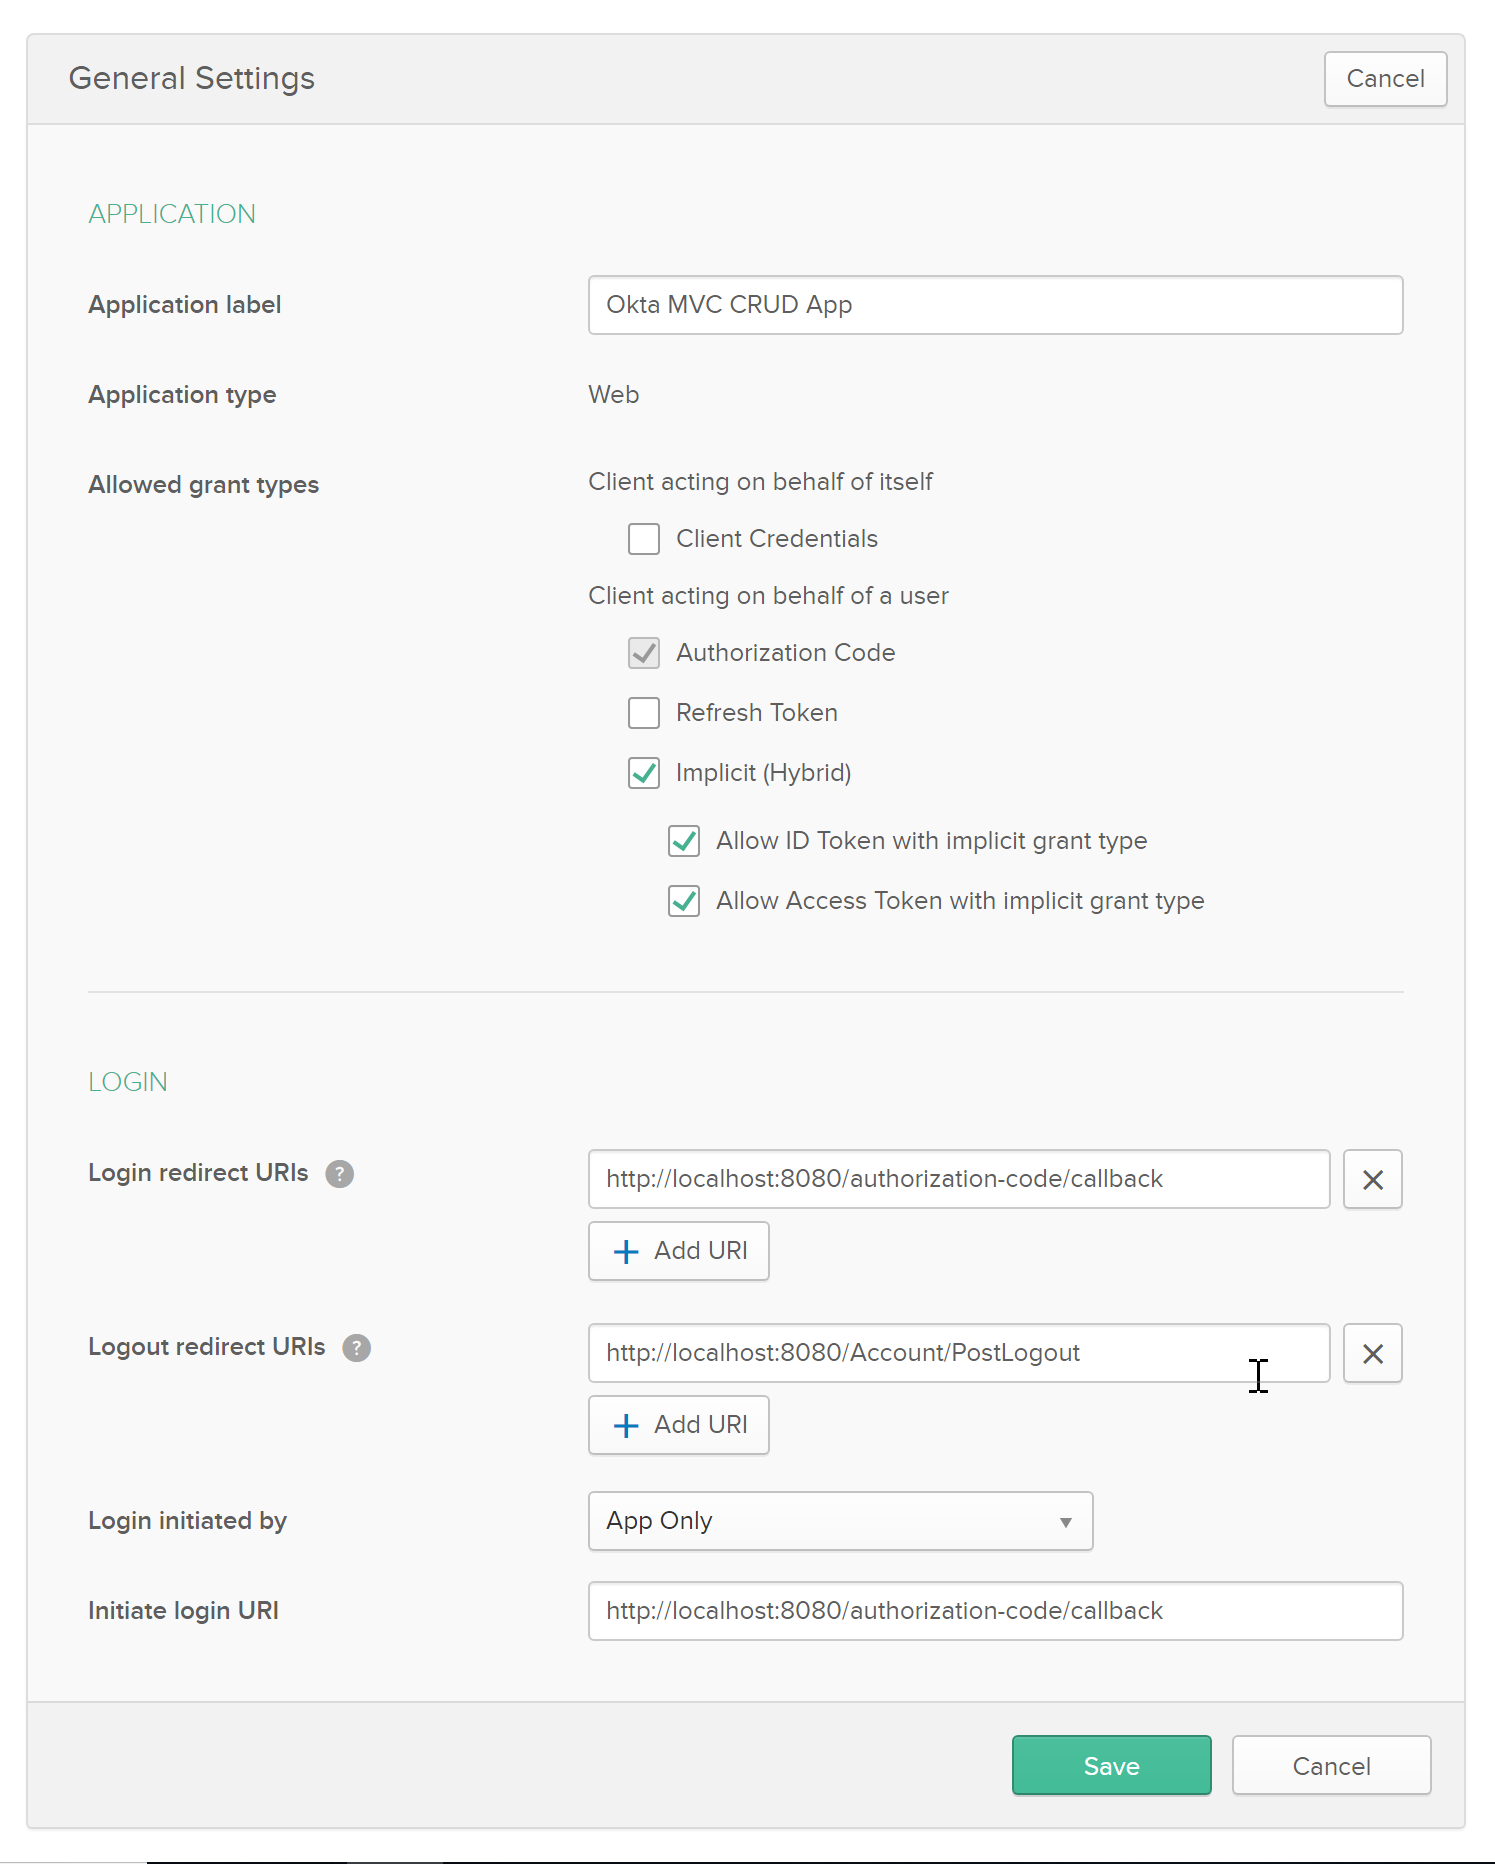 General Settings
Cancel
APPLICATION
Application label
Okta MVC CRUD App
Application type
Web
Allowed grant types
Client acting on behalf of itself
Client Credentials
Client acting on behalf of a user
Authorization Code
Refresh Token
Implicit (Hybrid)
Allow ID Token with implicit grant type
Allow Access Token with implicit grant type
LOGIN
Login redirect URIs ?
http://localhost:8080/authorization-code/callback
Add URI
Logout redirect URIs ?
http://localhost:8080/Account/PostLogout
Add URI
Login initiated by
App Only
Initiate login URI
http://localhost:8080/authorization-code/callback
Save
Cancel